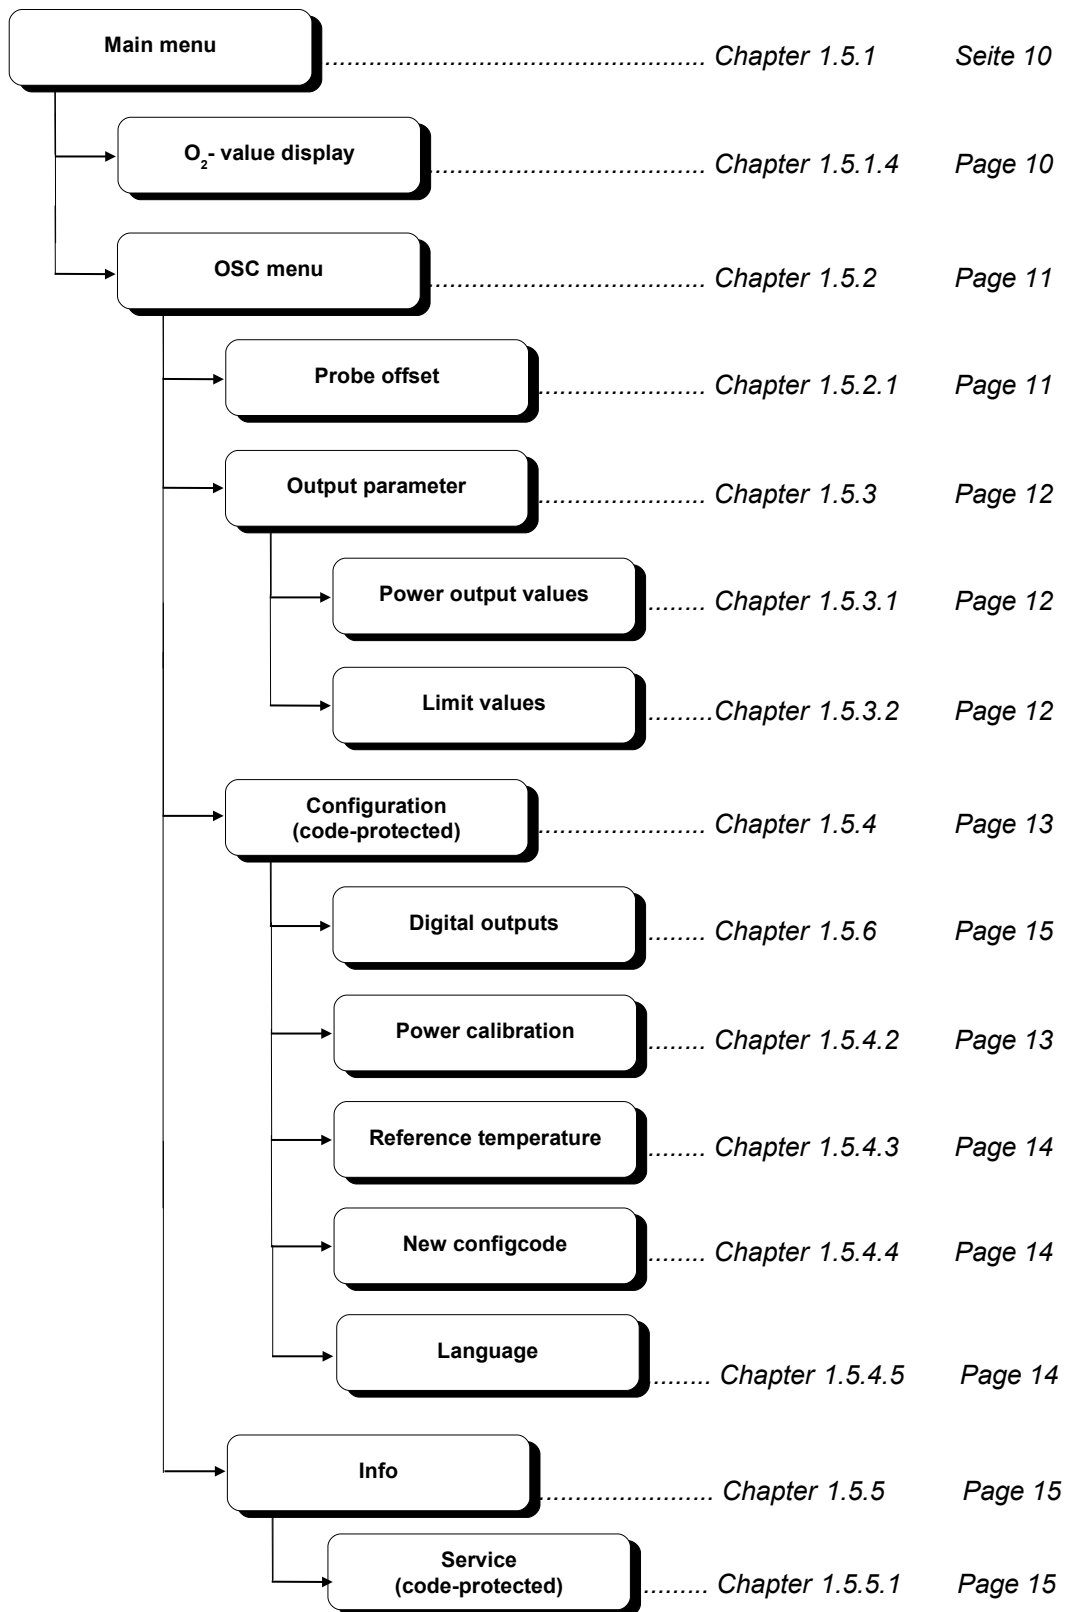 Main menu ............................................ Chapter 1.5.1 Seite 10
O2- value display ................................ Chapter 1.5.1.4 Page 10
OSC menu ................................ Chapter 1.5.2 Page 11
Probe offset ................... Chapter 1.5.2.1 Page 11
Output parameter .................... Chapter 1.5.3 Page 12
Power output values ........ Chapter 1.5.3.1 Page 12
Limit values .........Chapter 1.5.3.2 Page 12
Configuration
(code-protected) .................... Chapter 1.5.4 Page 13
Digital outputs ........ Chapter 1.5.6 Page 15
Power calibration ........ Chapter 1.5.4.2 Page 13
Reference temperature ........ Chapter 1.5.4.3 Page 14
New configcode ........ Chapter 1.5.4.4 Page 14
Language ......... Chapter 1.5.4.5 Page 14
Info ..................... Chapter 1.5.5 Page 15
Service
(code-protected) ......... Chapter 1.5.5.1 Page 15